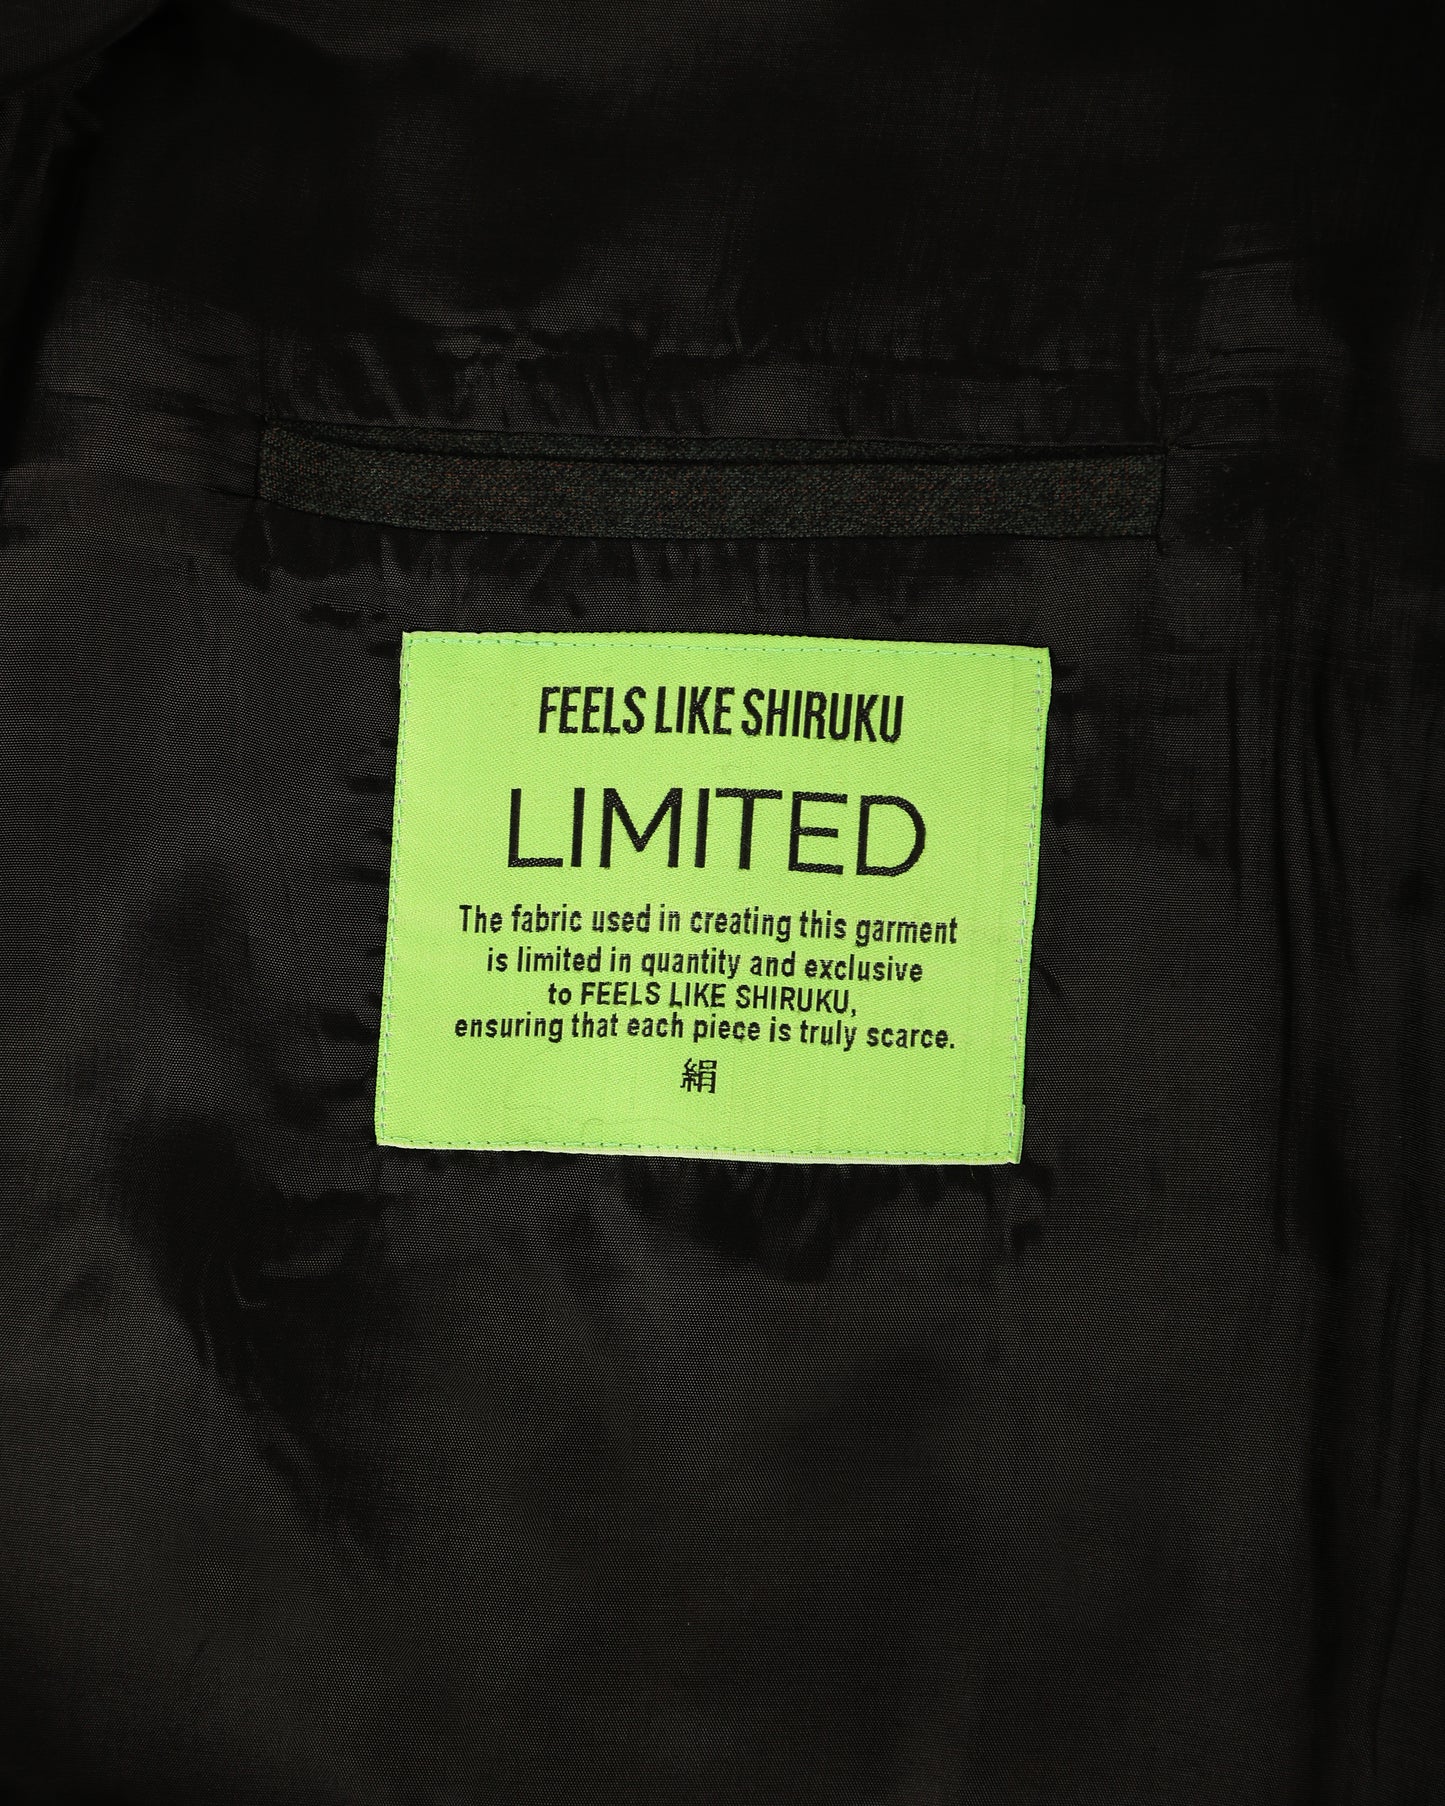 FEELS LIKE SHIRUKU
LIMITED
The fabric used in creating this garment
is limited in quantity and exclusive
to FEELS LIKE SHIRUKU,
ensuring that each piece is truly scarce.
絹